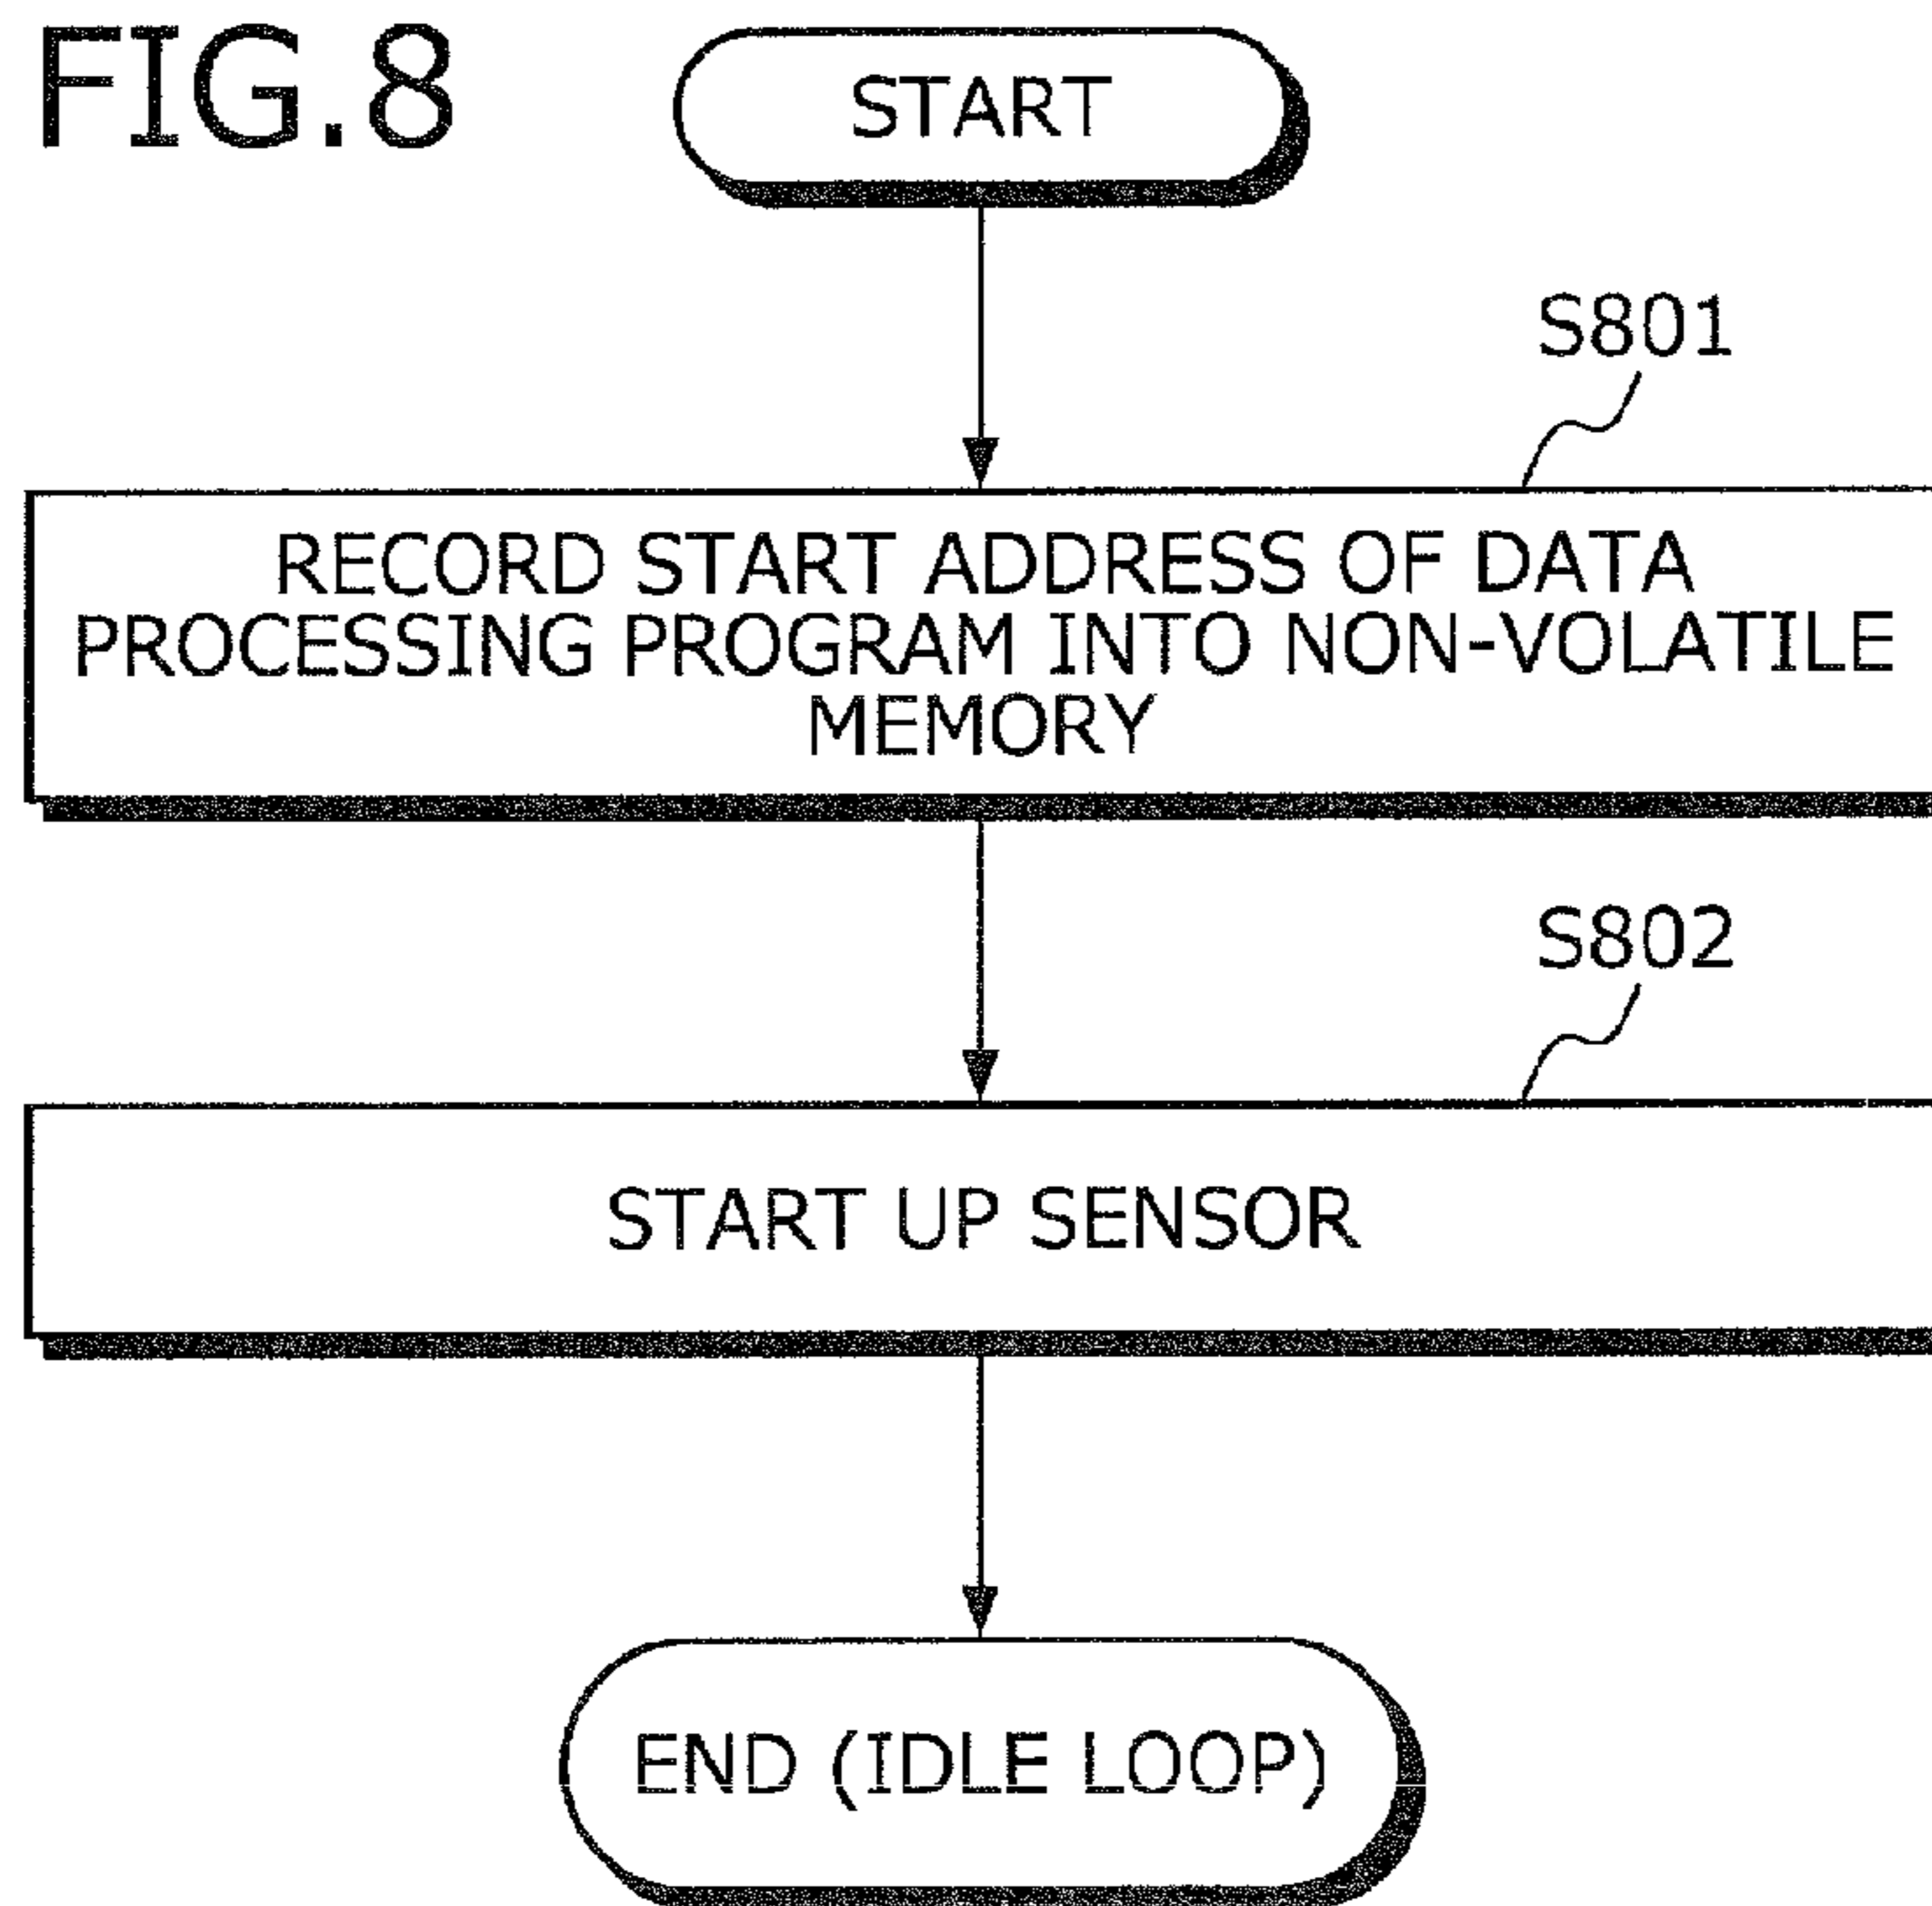 FIG.8
START
S801
RECORD START ADDRESS OF DATA
PROCESSING PROGRAM INTO NON-VOLATILE
MEMORY
S802
START UP SENSOR
END (IDLE LOOP)